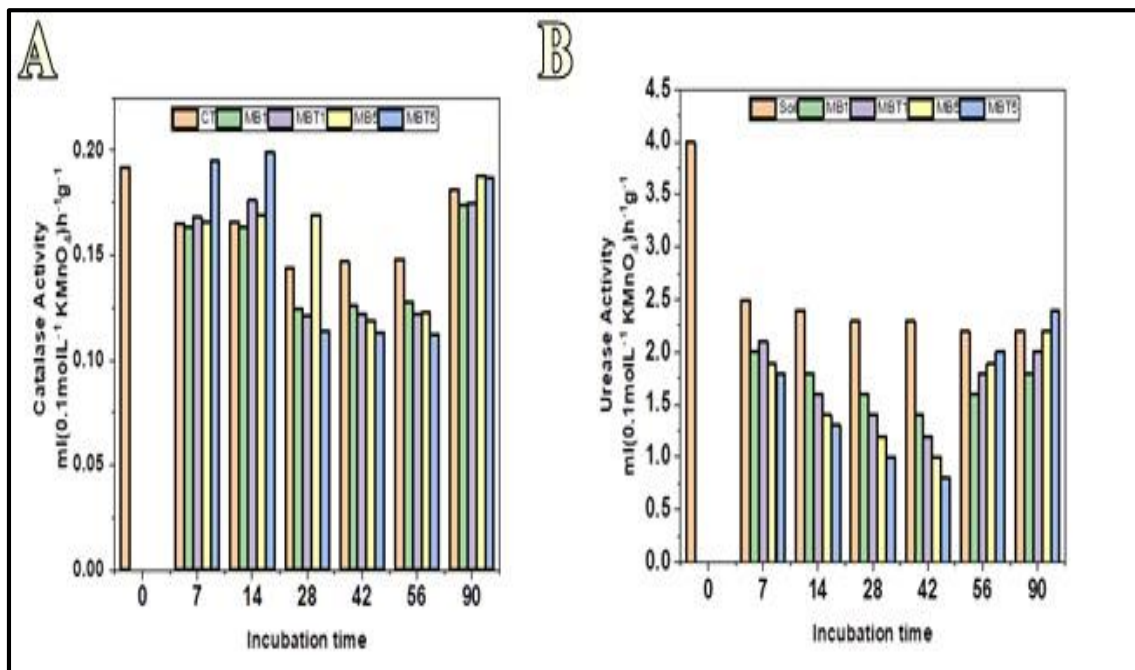 A
CT MB1 MBT1 MB5 MBT5
0.20
0.15
0.10
0.05
0.00
Catalase Activity
ml(0.1molL⁻¹ KMnO₄)h⁻¹g⁻¹
0 7 14 28 42 56 90
Incubation time
B
Soil MB1 MBT1 MB5 MBT5
4.5
4.0
3.5
3.0
2.5
2.0
1.5
1.0
0.5
0.0
Urease Activity
ml(0.1molL⁻¹ KMnO₄)h⁻¹g⁻¹
0 7 14 28 42 56 90
Incubation time